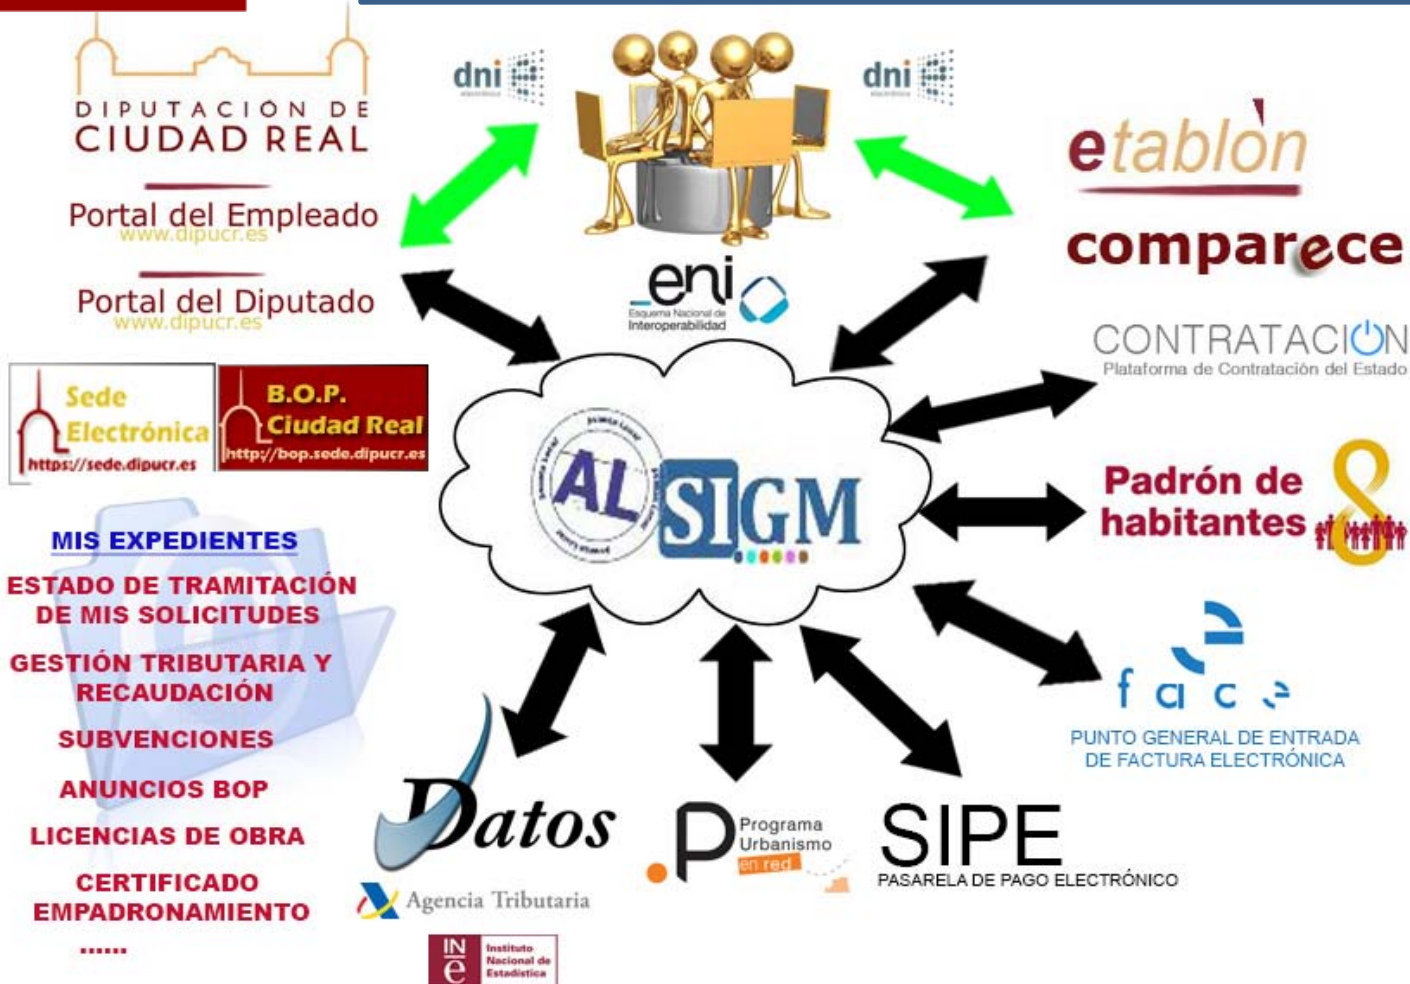 DIPUTACIÓN DE
CIUDAD REAL
Portal del Empleado
www.dipucr.es
Portal del Diputado
www.dipucr.es
Sede
Electrónica
https://sede.dipucr.es
B.O.P.
Ciudad Real
http://bop.sede.dipucr.es
MIS EXPEDIENTES
ESTADO DE TRAMITACIÓN
DE MIS SOLICITUDES
GESTIÓN TRIBUTARIA Y
RECAUDACIÓN
SUBVENCIONES
ANUNCIOS BOP
LICENCIAS DE OBRA
CERTIFICADO
EMPADRONAMIENTO
......
dni
electrónico
dni
electrónico
eni
Esquema Nacional de
Interoperabilidad
AL
SIGM
etablón
comparece
CONTRATACIÓN
Plataforma de Contratación del Estado
Padrón de
habitantes
face
PUNTO GENERAL DE ENTRADA
DE FACTURA ELECTRÓNICA
Datos
Agencia Tributaria
INe
Instituto
Nacional de
Estadística
P
Programa
Urbanismo
en red
SIPE
PASARELA DE PAGO ELECTRÓNICO